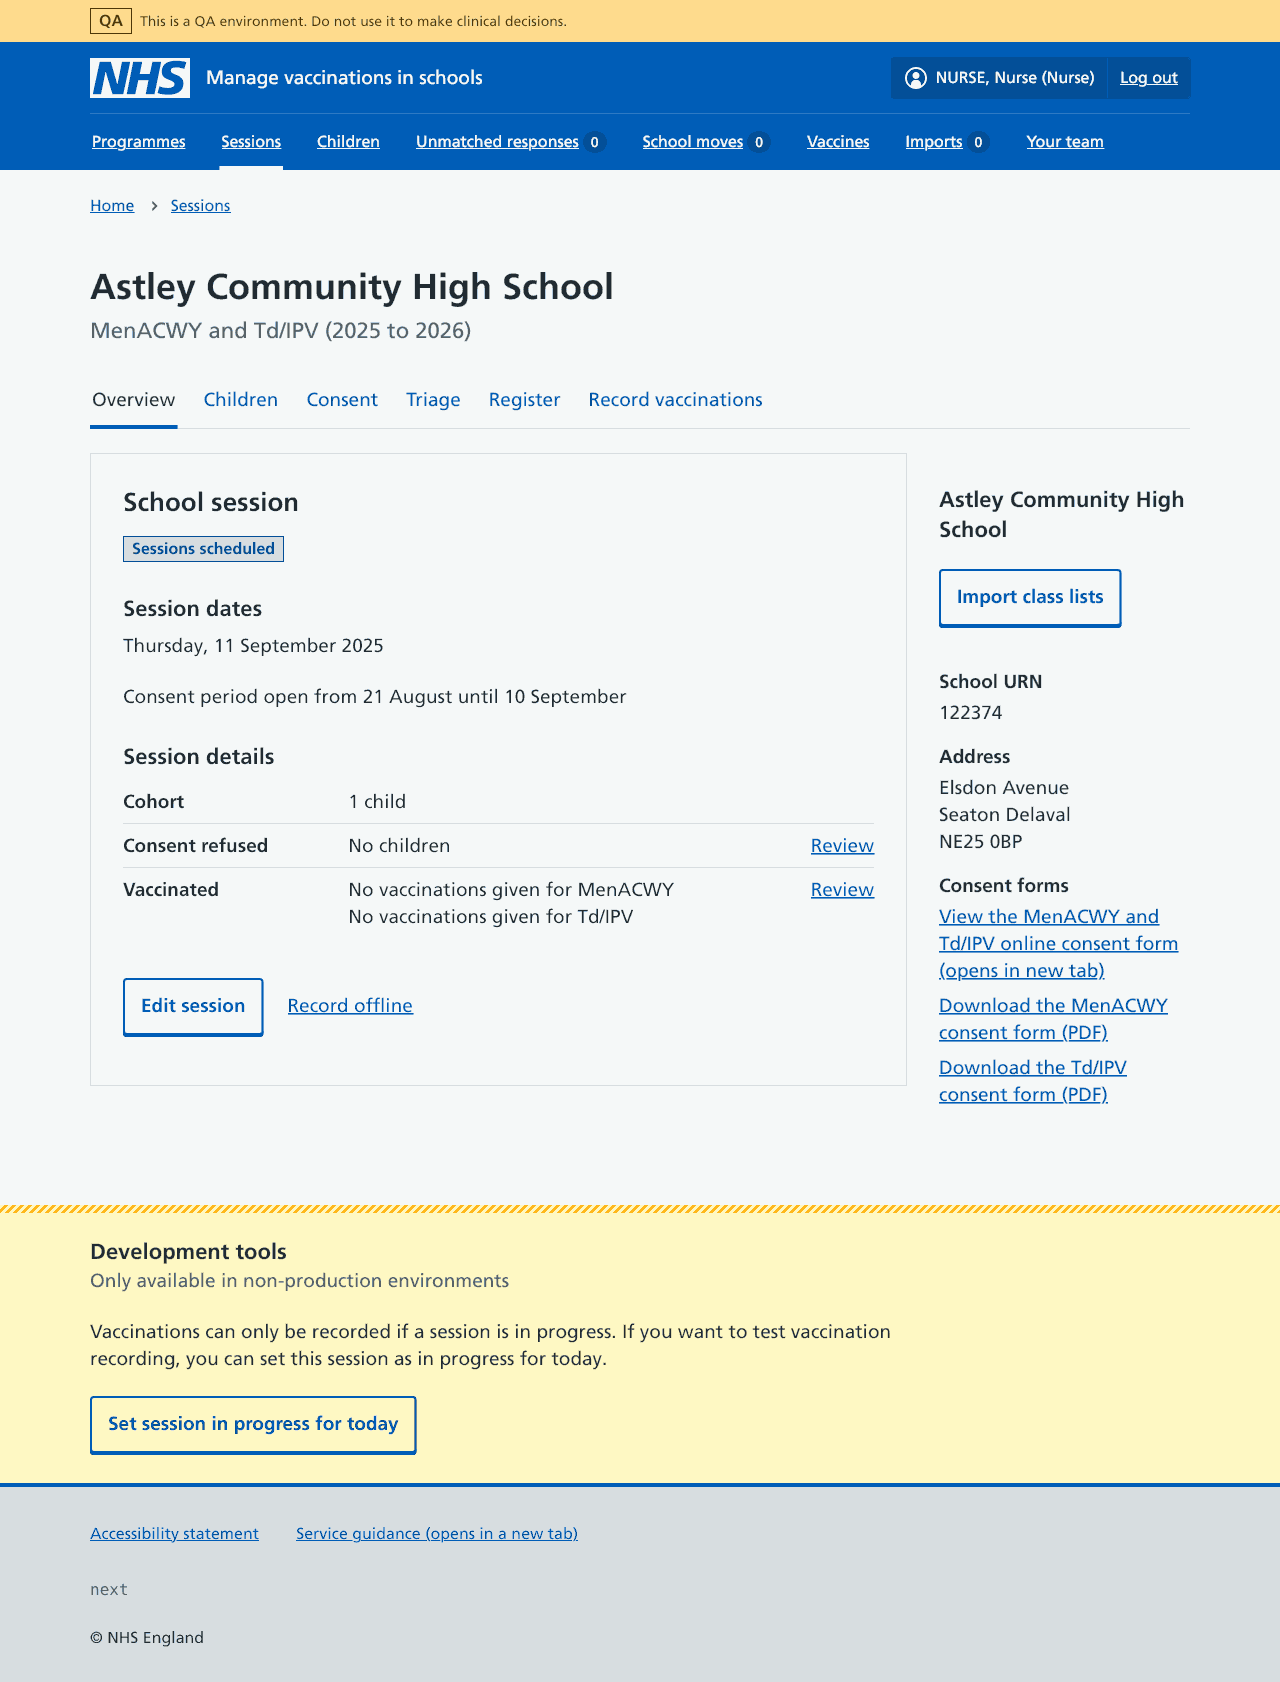 QA This is a QA environment. Do not use it to make clinical decisions.
NHS Manage vaccinations in schools NURSE, Nurse (Nurse) Log out
Programmes Sessions Children Unmatched responses 0 School moves 0 Vaccines Imports 0 Your team
Home Sessions
Astley Community High School
MenACWY and Td/IPV (2025 to 2026)
Overview Children Consent Triage Register Record vaccinations
School session
Sessions scheduled
Session dates
Thursday, 11 September 2025
Consent period open from 21 August until 10 September
Session details
Cohort 1 child
Consent refused No children Review
Vaccinated No vaccinations given for MenACWY Review
No vaccinations given for Td/IPV
Edit session Record offline
Astley Community High
School
Import class lists
School URN
122374
Address
Elsdon Avenue
Seaton Delaval
NE25 0BP
Consent forms
View the MenACWY and
Td/IPV online consent form
(opens in new tab)
Download the MenACWY
consent form (PDF)
Download the Td/IPV
consent form (PDF)
Development tools
Only available in non-production environments
Vaccinations can only be recorded if a session is in progress. If you want to test vaccination
recording, you can set this session as in progress for today.
Set session in progress for today
Accessibility statement Service guidance (opens in a new tab)
next
© NHS England